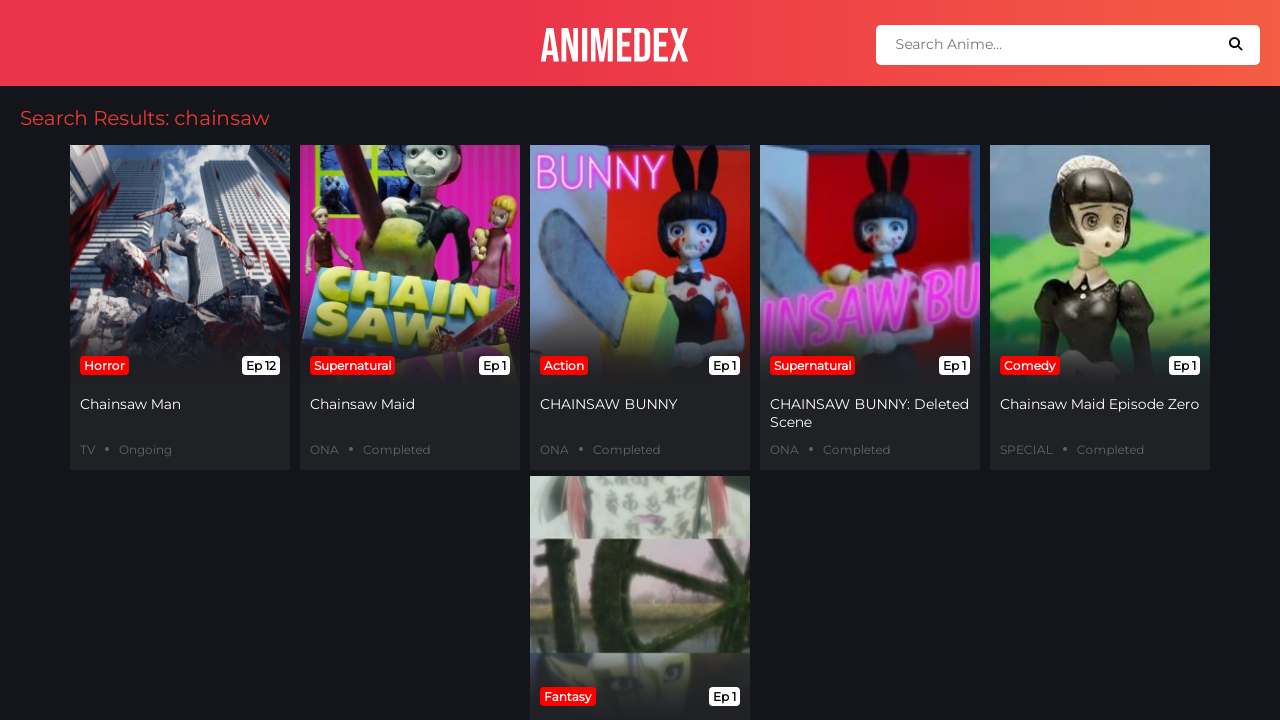 ANIMEDEX
Search Anime...
Search Results: chainsaw
Horror
Ep 12
Chainsaw Man
TV • Ongoing
CHAIN
SAW
Supernatural
Ep 1
Chainsaw Maid
ONA • Completed
BUNNY
Action
Ep 1
CHAINSAW BUNNY
ONA • Completed
INSAW BU
Supernatural
Ep 1
CHAINSAW BUNNY: Deleted
Scene
ONA • Completed
Comedy
Ep 1
Chainsaw Maid Episode Zero
SPECIAL • Completed
Fantasy
Ep 1